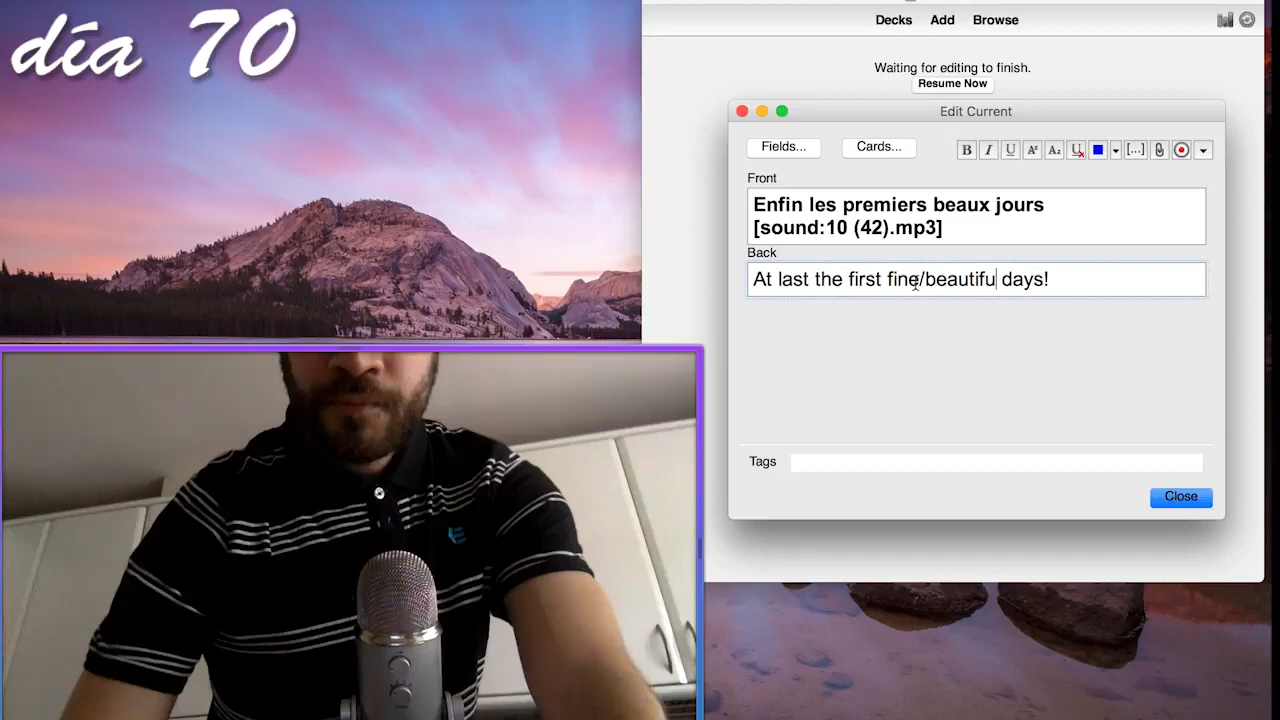 día 70
Decks Add Browse
Waiting for editing to finish.
Resume Now
Edit Current
Fields... Cards...
Front
Enfin les premiers beaux jours
[sound:10 (42).mp3]
Back
At last the first fine/beautifu days!
Tags
Close